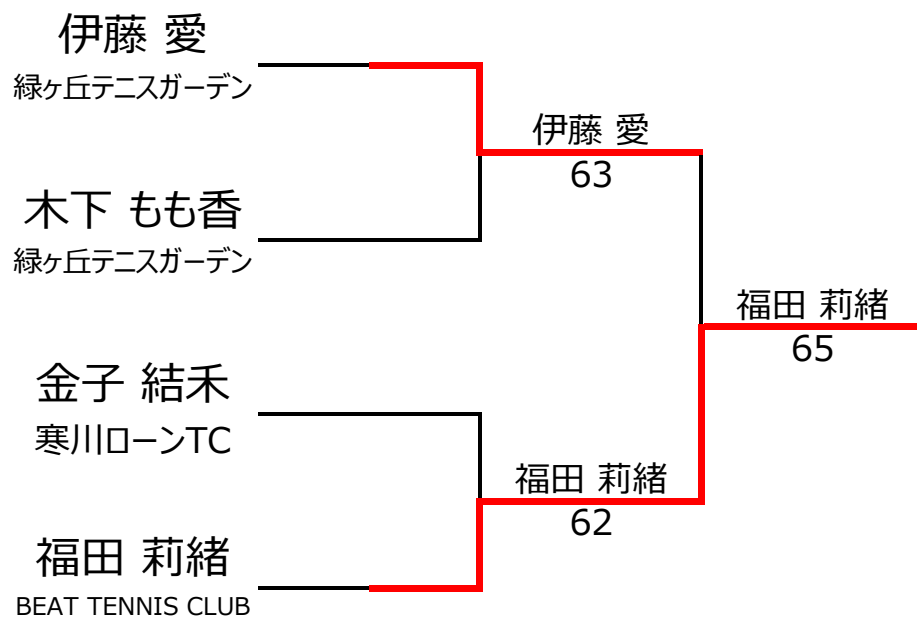 伊藤 愛
緑ヶ丘テニスガーデン
伊藤 愛
63
木下 もも香
緑ヶ丘テニスガーデン
福田 莉緒
65
金子 結禾
寒川ローンTC
福田 莉緒
62
福田 莉緒
BEAT TENNIS CLUB